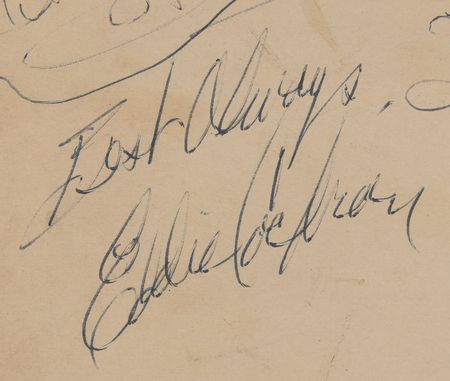 Best Always,
Eddie Cochran